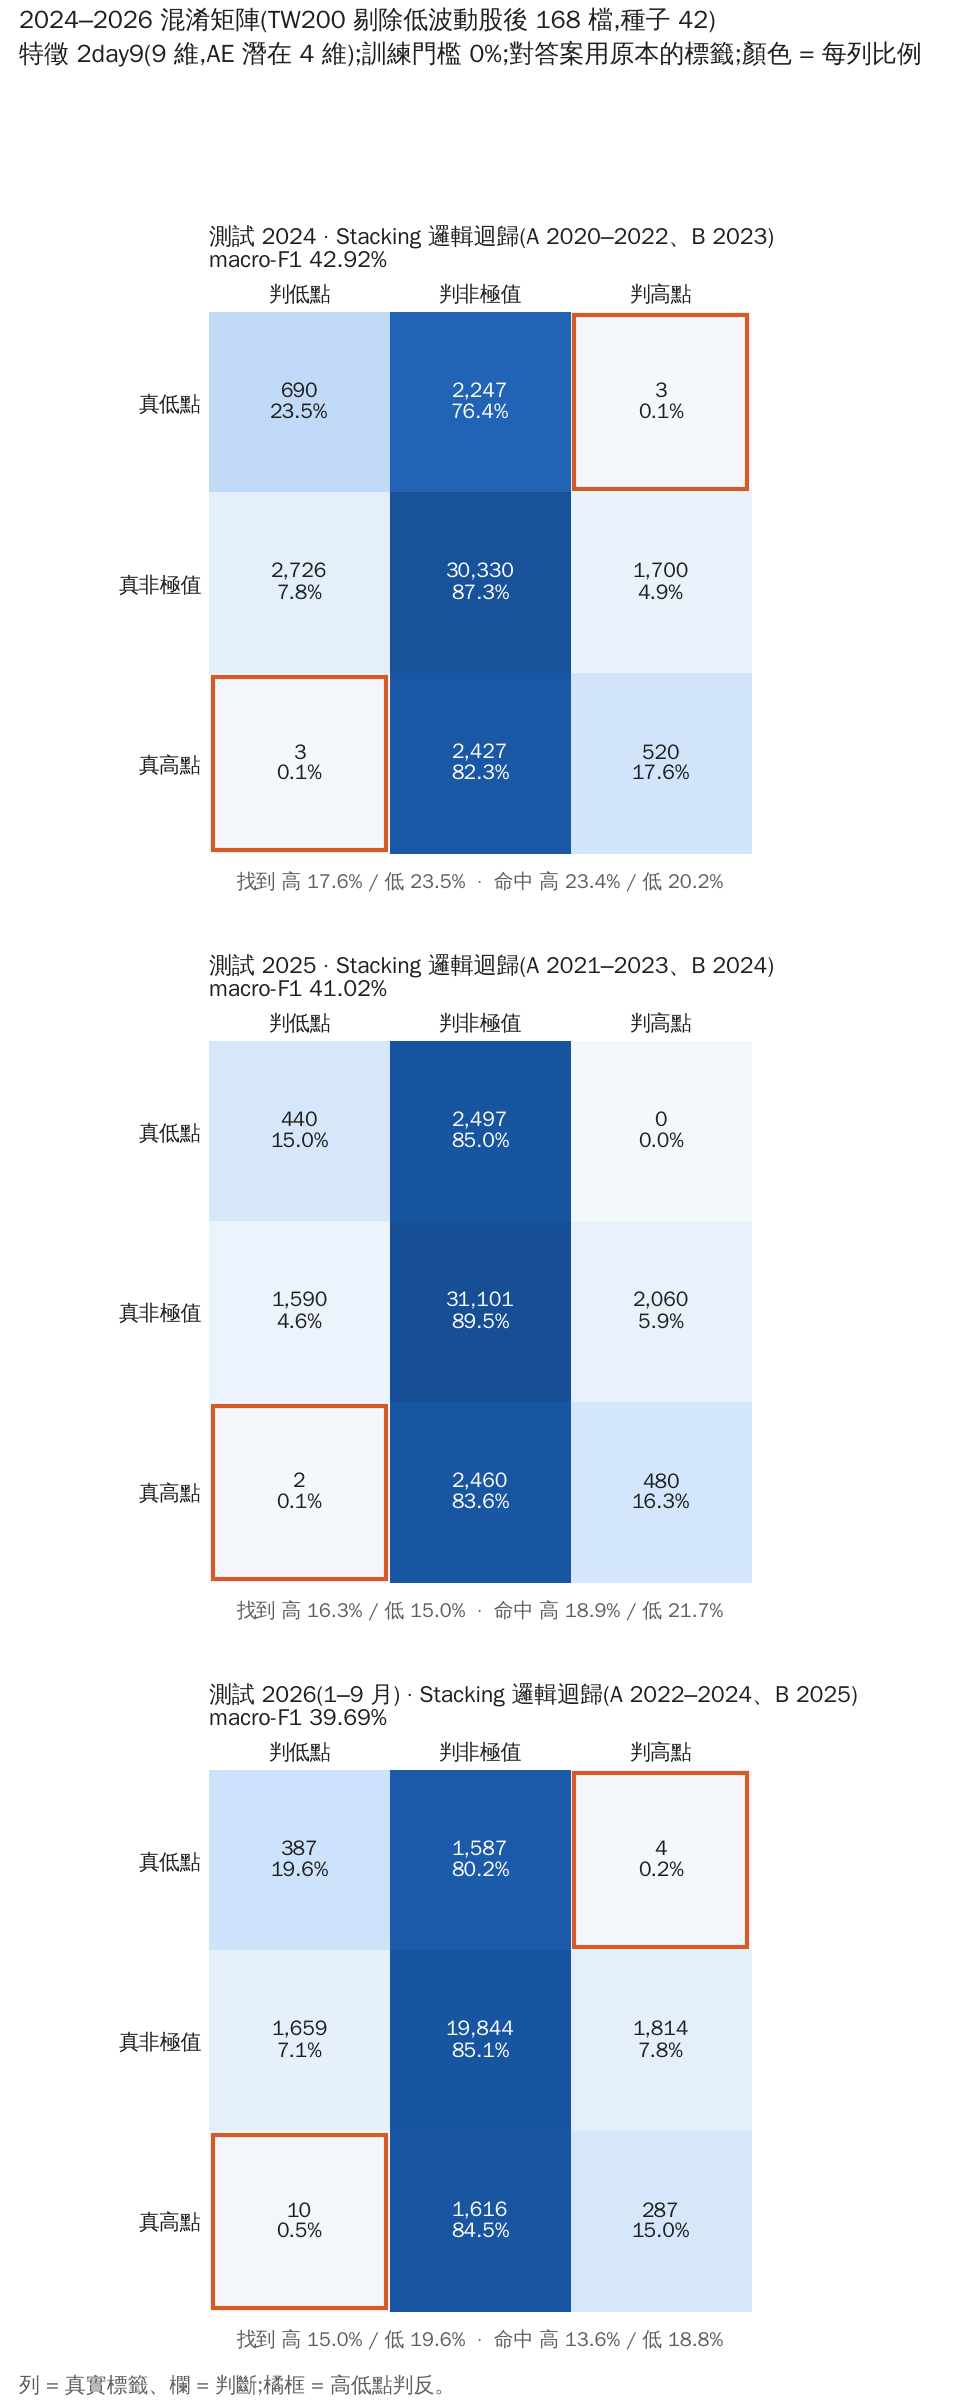 2024–2026 混淆矩陣(TW200 剔除低波動股後 168 檔,種子 42)
特徵 2day9(9 維,AE 潛在 4 維);訓練門檻 0%;對答案用原本的標籤;顏色 = 每列比例
測試 2024 · Stacking 邏輯迴歸(A 2020–2022、B 2023)
macro-F1 42.92%
判低點 判非極值 判高點
真低點
690 2,247 3
23.5% 76.4% 0.1%
真非極值
2,726 30,330 1,700
7.8% 87.3% 4.9%
真高點
3 2,427 520
0.1% 82.3% 17.6%
找到 高 17.6% / 低 23.5% · 命中 高 23.4% / 低 20.2%
測試 2025 · Stacking 邏輯迴歸(A 2021–2023、B 2024)
macro-F1 41.02%
判低點 判非極值 判高點
真低點
440 2,497 0
15.0% 85.0% 0.0%
真非極值
1,590 31,101 2,060
4.6% 89.5% 5.9%
真高點
2 2,460 480
0.1% 83.6% 16.3%
找到 高 16.3% / 低 15.0% · 命中 高 18.9% / 低 21.7%
測試 2026(1–9 月) · Stacking 邏輯迴歸(A 2022–2024、B 2025)
macro-F1 39.69%
判低點 判非極值 判高點
真低點
387 1,587 4
19.6% 80.2% 0.2%
真非極值
1,659 19,844 1,814
7.1% 85.1% 7.8%
真高點
10 1,616 287
0.5% 84.5% 15.0%
找到 高 15.0% / 低 19.6% · 命中 高 13.6% / 低 18.8%
列 = 真實標籤、欄 = 判斷;橘框 = 高低點判反。